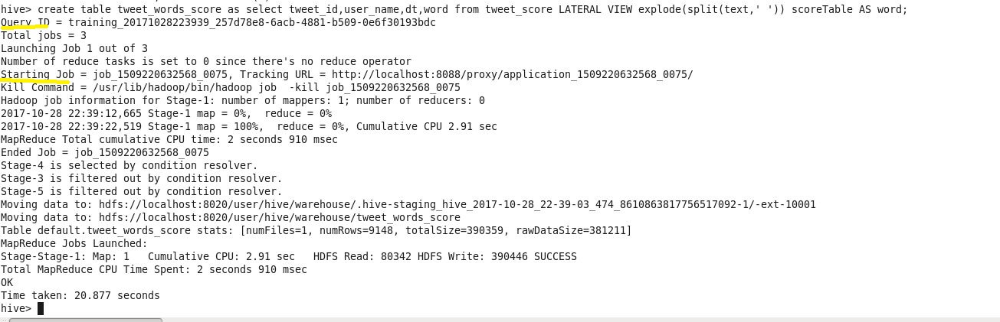 hive> create table tweet_words_score as select tweet_id,user_name,dt,word from tweet_score LATERAL VIEW explode(split(text,' ')) scoreTable AS word;
Query ID = training_20171028223939_257d78e8-6acb-4881-b509-0e6f30193bdc
Total jobs = 3
Launching Job 1 out of 3
Number of reduce tasks is set to 0 since there's no reduce operator
Starting Job = job_1509220632568_0075, Tracking URL = http://localhost:8088/proxy/application_1509220632568_0075/
Kill Command = /usr/lib/hadoop/bin/hadoop job  -kill job_1509220632568_0075
Hadoop job information for Stage-1: number of mappers: 1; number of reducers: 0
2017-10-28 22:39:12,665 Stage-1 map = 0%,  reduce = 0%
2017-10-28 22:39:22,519 Stage-1 map = 100%,  reduce = 0%, Cumulative CPU 2.91 sec
MapReduce Total cumulative CPU time: 2 seconds 910 msec
Ended Job = job_1509220632568_0075
Stage-4 is selected by condition resolver.
Stage-3 is filtered out by condition resolver.
Stage-5 is filtered out by condition resolver.
Moving data to: hdfs://localhost:8020/user/hive/warehouse/.hive-staging_hive_2017-10-28_22-39-03_474_8610863817756517092-1/-ext-10001
Moving data to: hdfs://localhost:8020/user/hive/warehouse/tweet_words_score
Table default.tweet_words_score stats: [numFiles=1, numRows=9148, totalSize=390359, rawDataSize=381211]
MapReduce Jobs Launched:
Stage-Stage-1: Map: 1   Cumulative CPU: 2.91 sec   HDFS Read: 80342 HDFS Write: 390446 SUCCESS
Total MapReduce CPU Time Spent: 2 seconds 910 msec
OK
Time taken: 20.877 seconds
hive>